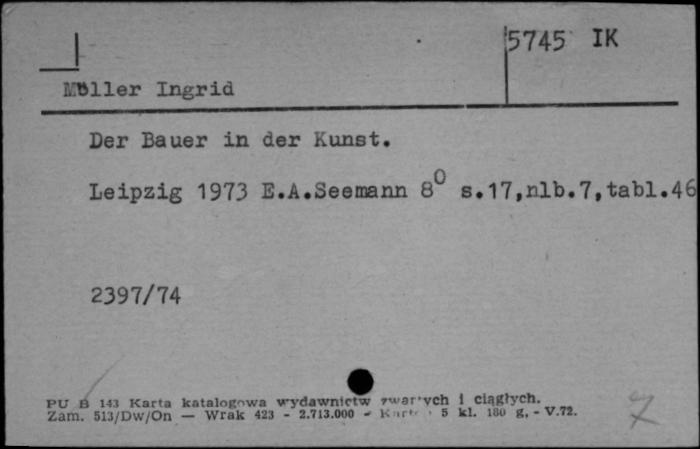 5745 IK
Müller Ingrid
Der Bauer in der Kunst.
Leipzig 1973 E.A.Seemann 8⁰ s.17,nlb.7,tabl.46
2397/74
PU B 143 Karta katalogowa wydawnictw zwartych i ciągłych.
Zam. 513/Dw/On — Wrak 423 - 2.713.000 - 5 kl. 180 g, - V.72.